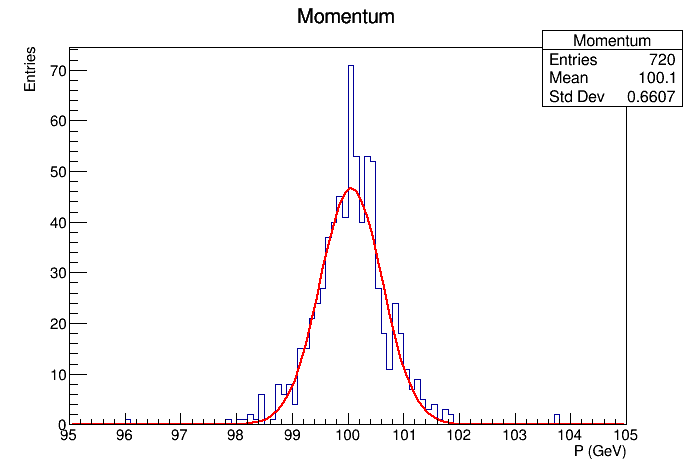 Momentum
Momentum
Entries 720
Mean 100.1
Std Dev 0.6607
Entries
70
60
50
40
30
20
10
0
95 96 97 98 99 100 101 102 103 104 105
P (GeV)